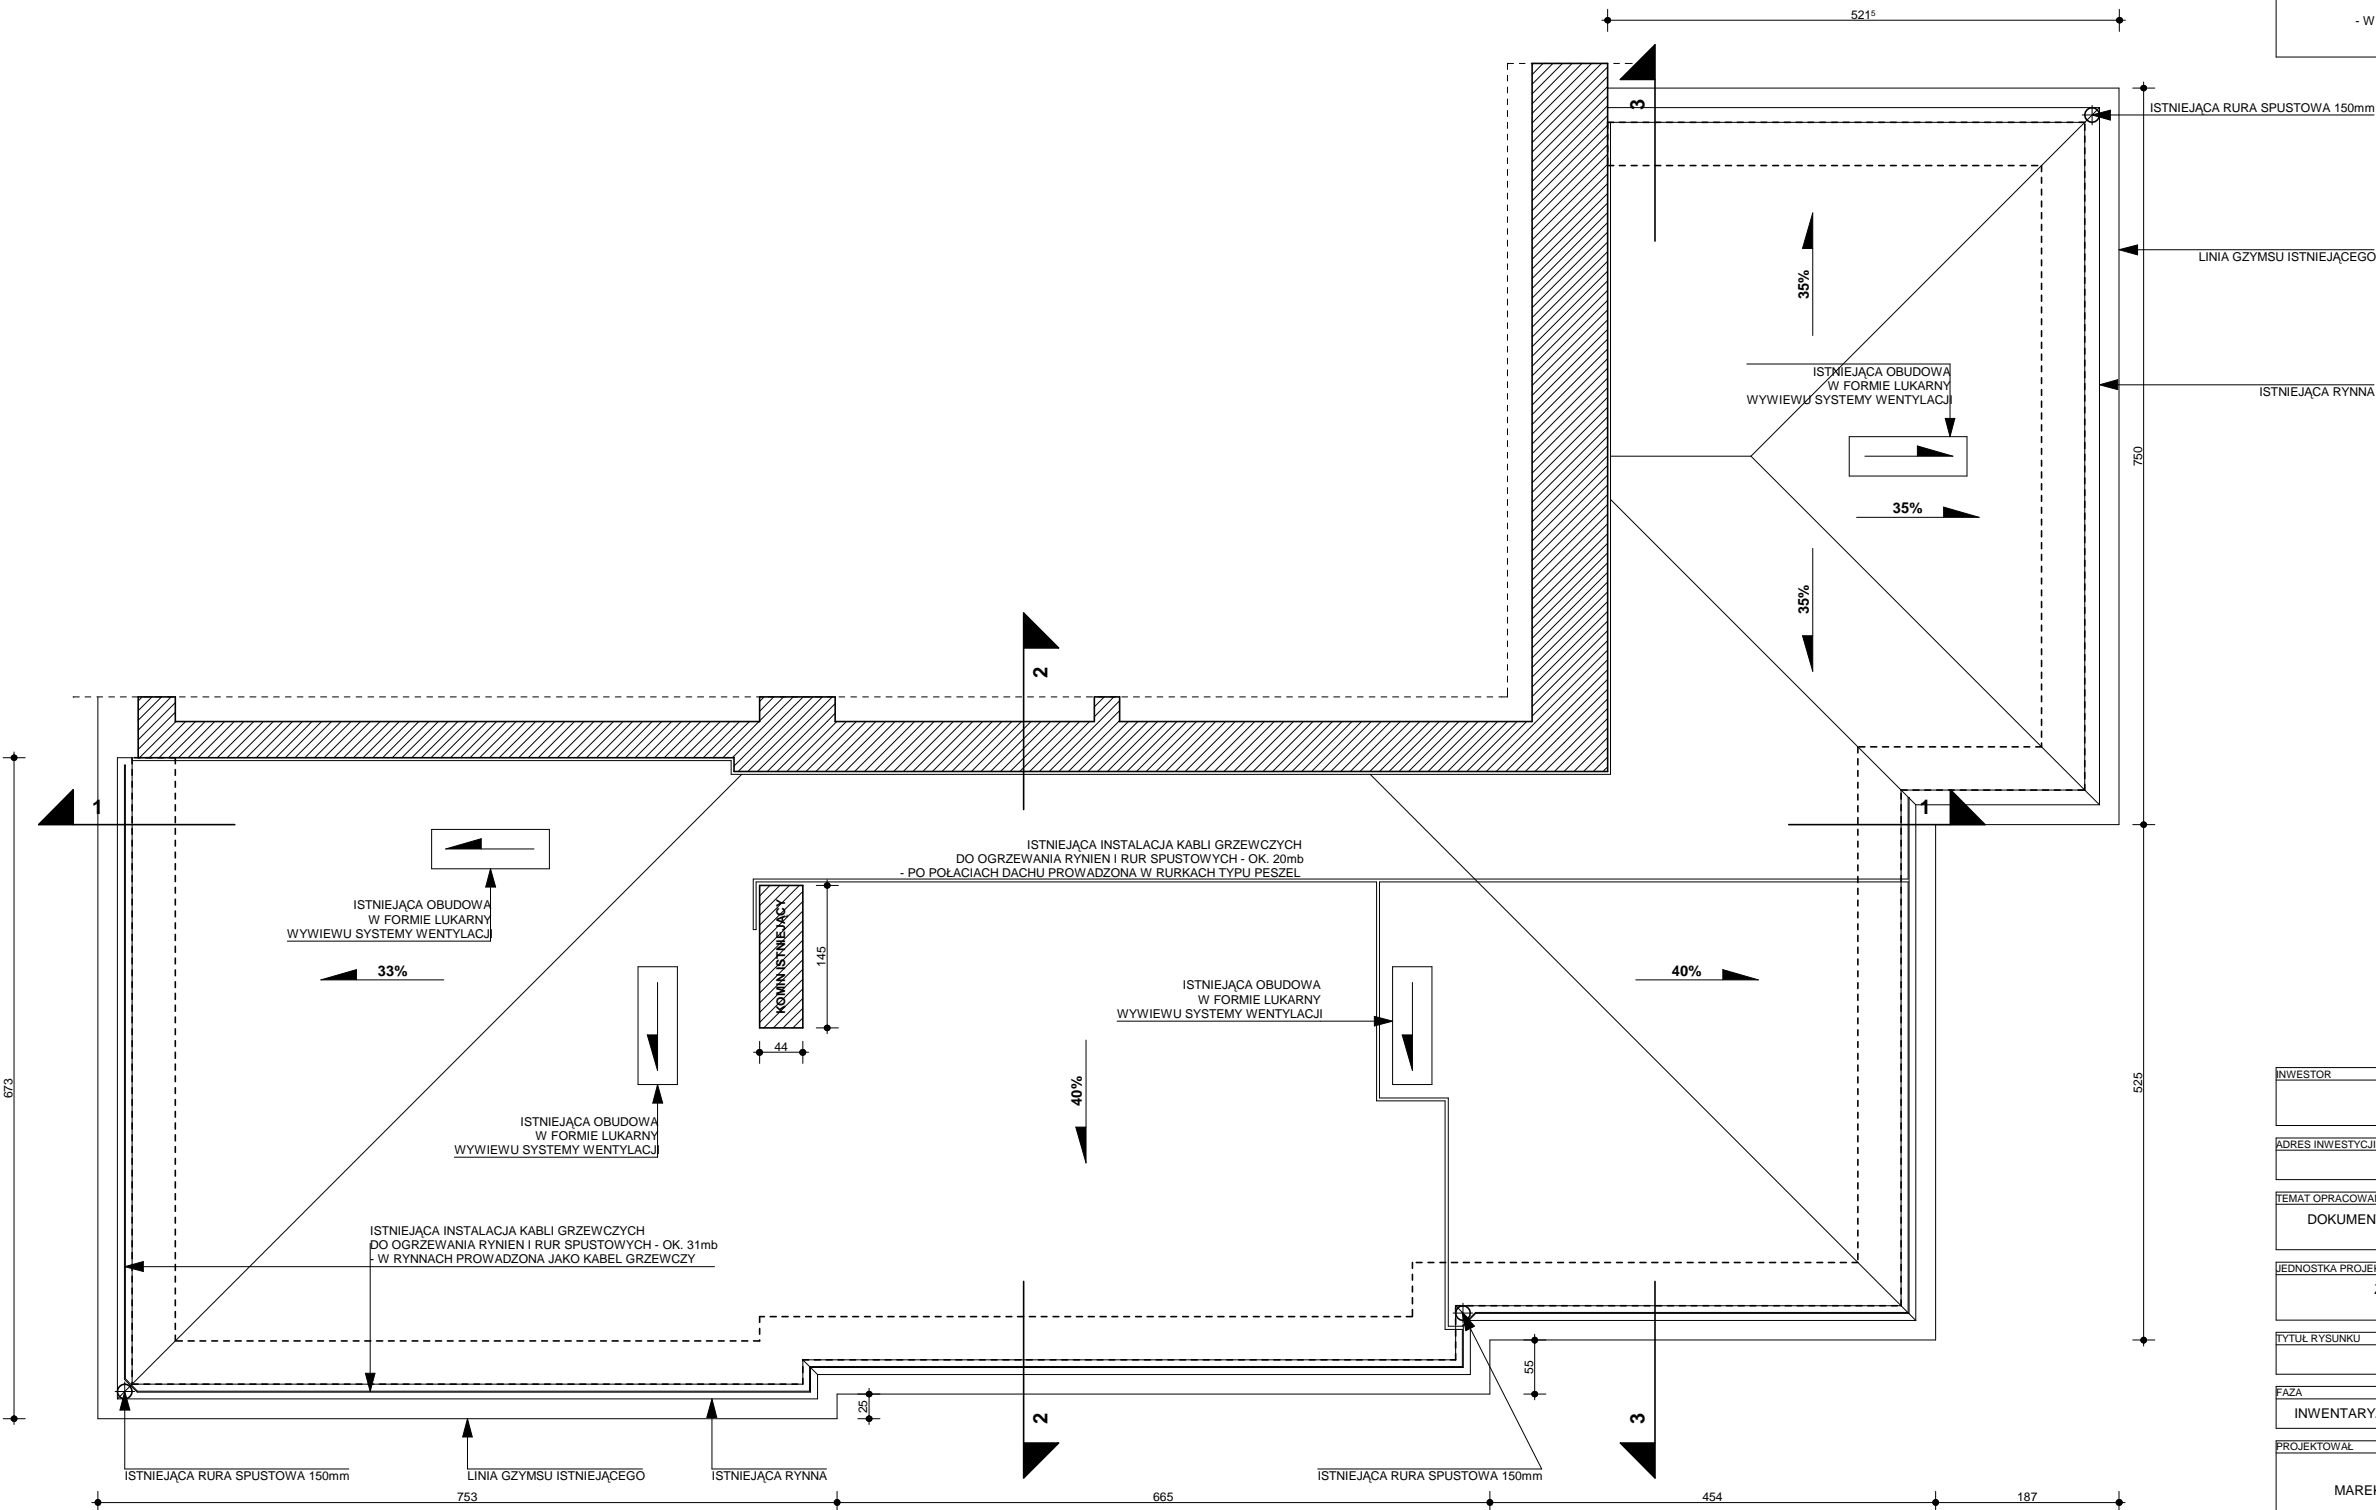 521⁵
- W
3
ISTNIEJĄCA RURA SPUSTOWA 150mm
35%
LINIA GZYMSU ISTNIEJĄCEGO
ISTNIEJĄCA OBUDOWA
W FORMIE LUKARNY
WYWIEWU SYSTEMY WENTYLACJI
ISTNIEJĄCA RYNNA
750
35%
35%
2
1
1
ISTNIEJĄCA INSTALACJA KABLI GRZEWCZYCH
DO OGRZEWANIA RYNIEN I RUR SPUSTOWYCH - OK. 20mb
- PO POŁACIACH DACHU PROWADZONA W RURKACH TYPU PESZEL
ISTNIEJĄCA OBUDOWA
W FORMIE LUKARNY
WYWIEWU SYSTEMY WENTYLACJI
KOMIN ISTNIEJĄCY
145
33%
40%
ISTNIEJĄCA OBUDOWA
W FORMIE LUKARNY
WYWIEWU SYSTEMY WENTYLACJI
44
673
40%
525
ISTNIEJĄCA OBUDOWA
W FORMIE LUKARNY
WYWIEWU SYSTEMY WENTYLACJI
ISTNIEJĄCA INSTALACJA KABLI GRZEWCZYCH
DO OGRZEWANIA RYNIEN I RUR SPUSTOWYCH - OK. 31mb
- W RYNNACH PROWADZONA JAKO KABEL GRZEWCZY
55
25
2
3
ISTNIEJĄCA RURA SPUSTOWA 150mm
LINIA GZYMSU ISTNIEJĄCEGO
ISTNIEJĄCA RYNNA
ISTNIEJĄCA RURA SPUSTOWA 150mm
753
665
454
187
INWESTOR
ADRES INWESTYCJI
TEMAT OPRACOWA
DOKUMEN
JEDNOSTKA PROJE
TYTUŁ RYSUNKU
FAZA
INWENTARY
PROJEKTOWAŁ
MAREK